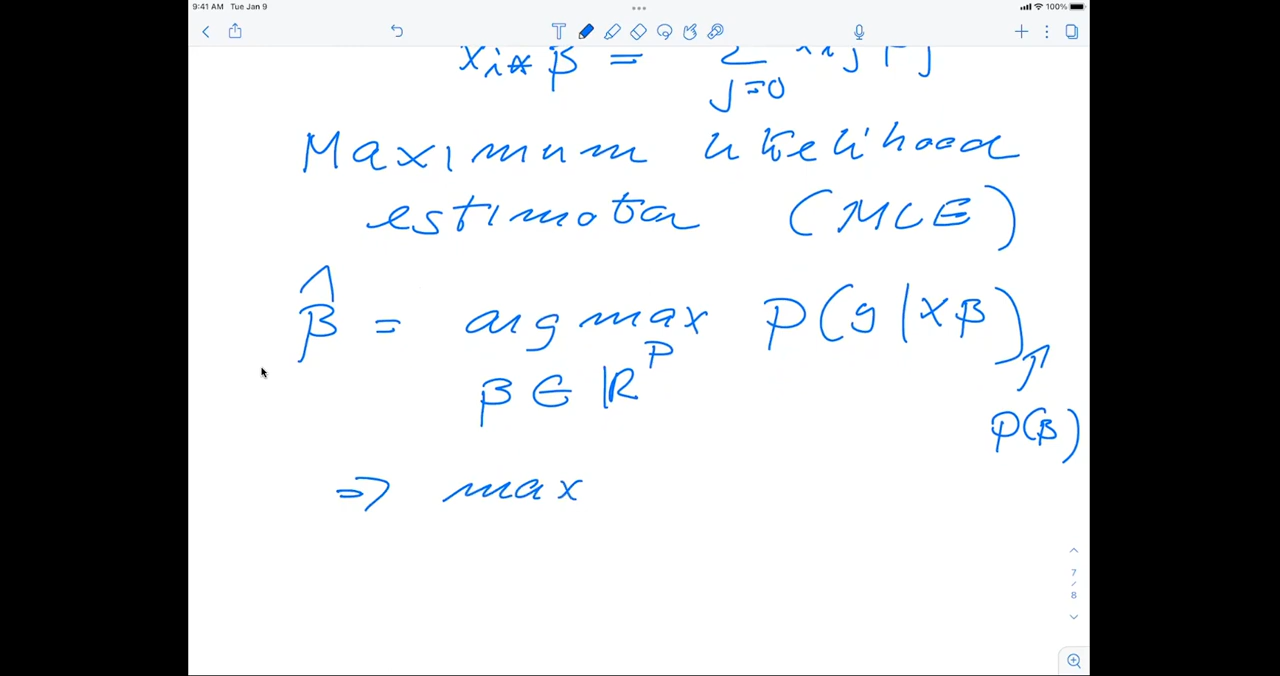 9:41 AM Tue Jan 9
100%
x_{i*} β = Σ_{j=0} x_{ij} β_j
Maximum likelihood
estimator (MLE)
β̂ = arg max p(y|Xβ)
β ∈ ℝ^p
p(β)
⇒ max
7
/
8